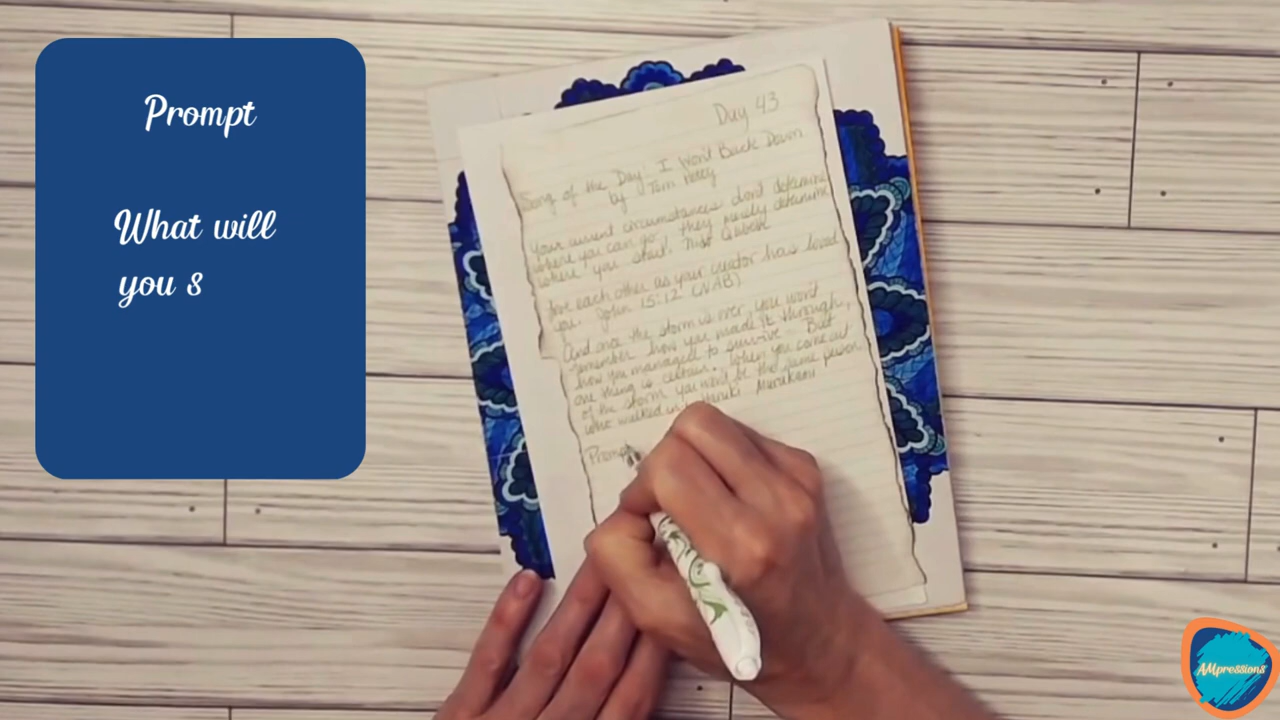 Prompt
What will
you s
Day 43
Song of the Day: I Won't Back Down
by Tom Petty
Your current circumstances don't determine
where you can go they merely determine
where you start. Nido Qubein
love each other as your creator has loved
you. John 15:12 (NAB)
And once the storm is over, you won't
remember how you made it through,
how you managed to survive. But
one thing is certain. When you come out
of the storm you won't be the same person
who walked in Haruki Murakami
Prompt
AMpressions